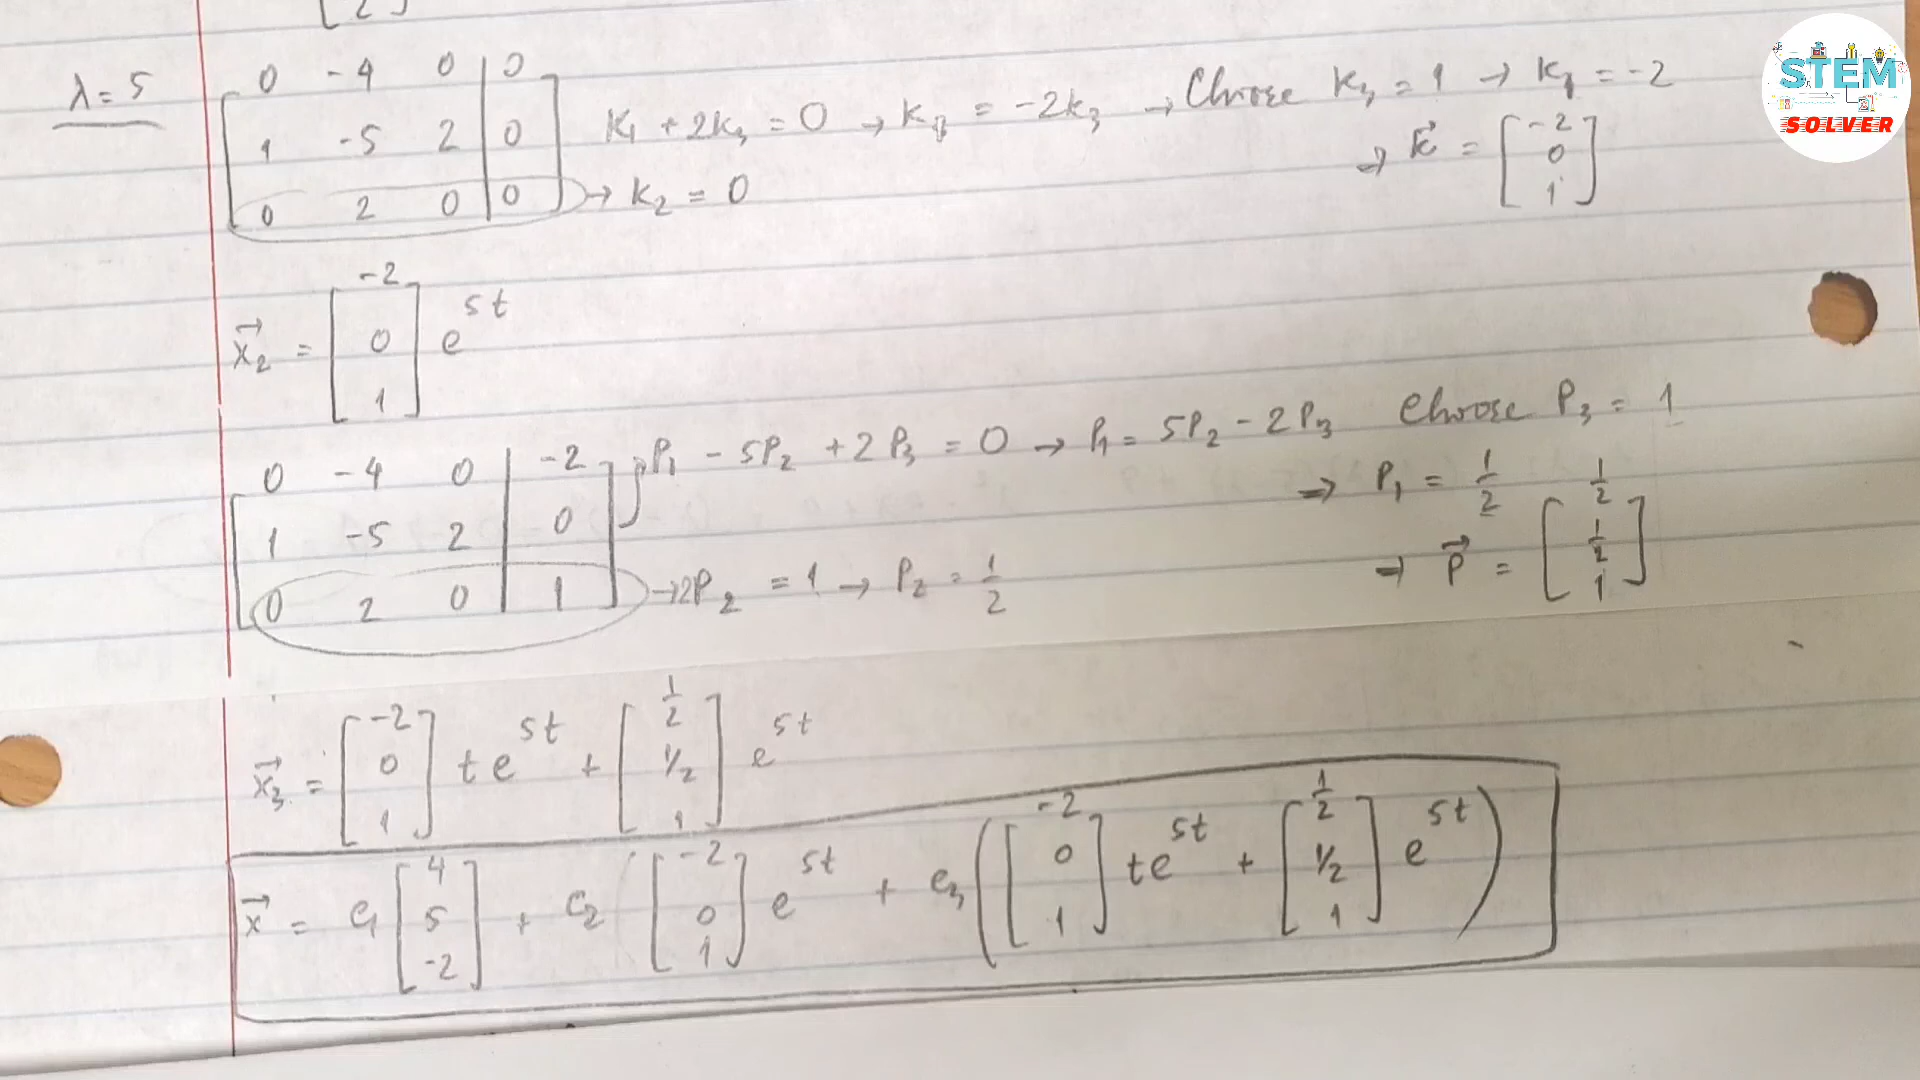 2
λ = 5
0 -4 0 | 0
1 -5 2 | 0
0 2 0 | 0
K₁ + 2K₃ = 0 → K₁ = -2K₃ → Choose K₃ = 1 → K₁ = -2
→ K₂ = 0
⇒ K⃗ = [-2 0 1]
x⃗₂ = [-2 0 1] e^5t
0 -4 0 | -2
1 -5 2 | 0
0 2 0 | 1
P₁ - 5P₂ + 2P₃ = 0 → P₁ = 5P₂ - 2P₃ Choose P₃ = 1
⇒ P₁ = 1/2
→ 2P₂ = 1 → P₂ = 1/2
⇒ P⃗ = [1/2 1/2 1]
x⃗₃ = [-2 0 1] te^5t + [1/2 1/2 1] e^5t
x⃗ = C₁ [4 5 -2] + C₂ [-2 0 1] e^5t + C₃ ([-2 0 1] te^5t + [1/2 1/2 1] e^5t)
STEM
SOLVER